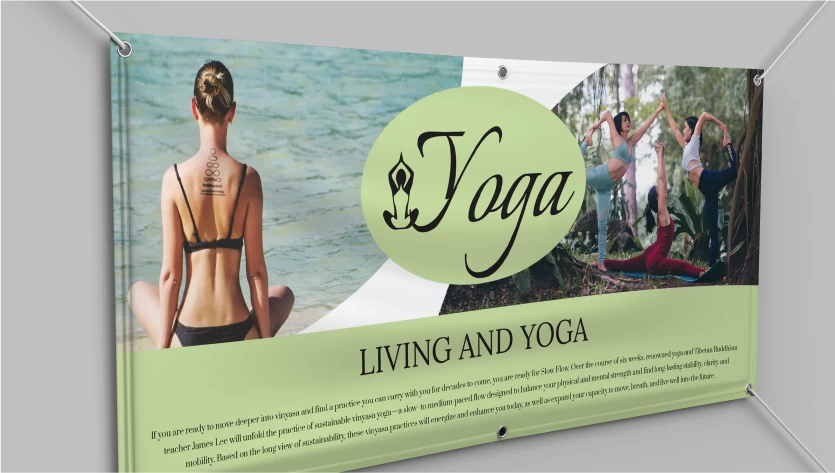 Yoga
LIVING AND YOGA
If you are ready to move deeper into vinyasa and find a practice you can carry with you for decades to come, you are ready for Slow Flow. Over the course of six weeks, renowned yoga and Tibetan Buddhism
teacher James Lee will unfold the practice of sustainable vinyasa yoga—a slow- to medium-paced flow designed to balance your physical and mental strength and find long-lasting stability, clarity, and
mobility. Based on the long view of sustainability, these vinyasa practices will energize and enhance you today, as well as expand your capacity to move, breath, and live well into the future.